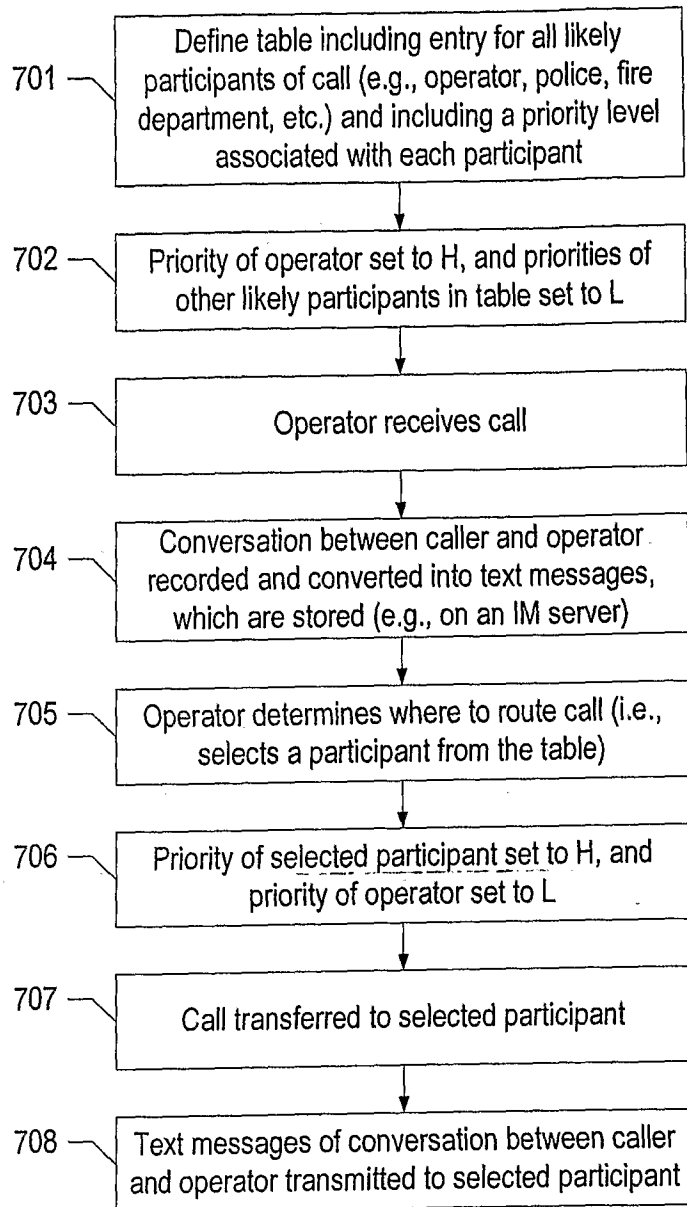 701
Define table including entry for all likely
participants of call (e.g., operator, police, fire
department, etc.) and including a priority level
associated with each participant
702
Priority of operator set to H, and priorities of
other likely participants in table set to L
703
Operator receives call
704
Conversation between caller and operator
recorded and converted into text messages,
which are stored (e.g., on an IM server)
705
Operator determines where to route call (i.e.,
selects a participant from the table)
706
Priority of selected participant set to H, and
priority of operator set to L
707
Call transferred to selected participant
708
Text messages of conversation between caller
and operator transmitted to selected participant